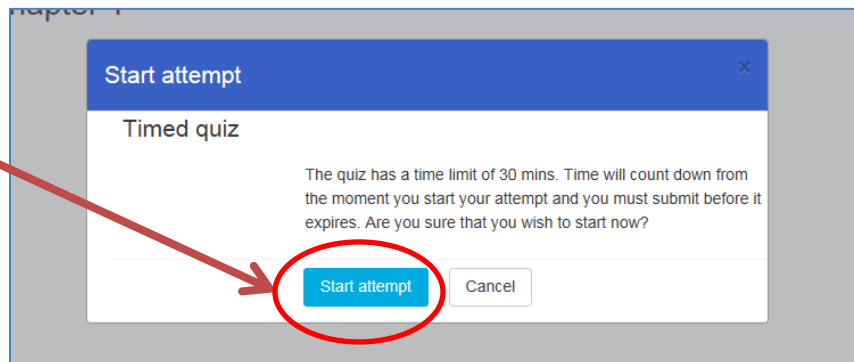 Start attempt
×
Timed quiz
The quiz has a time limit of 30 mins. Time will count down from
the moment you start your attempt and you must submit before it
expires. Are you sure that you wish to start now?
Start attempt Cancel